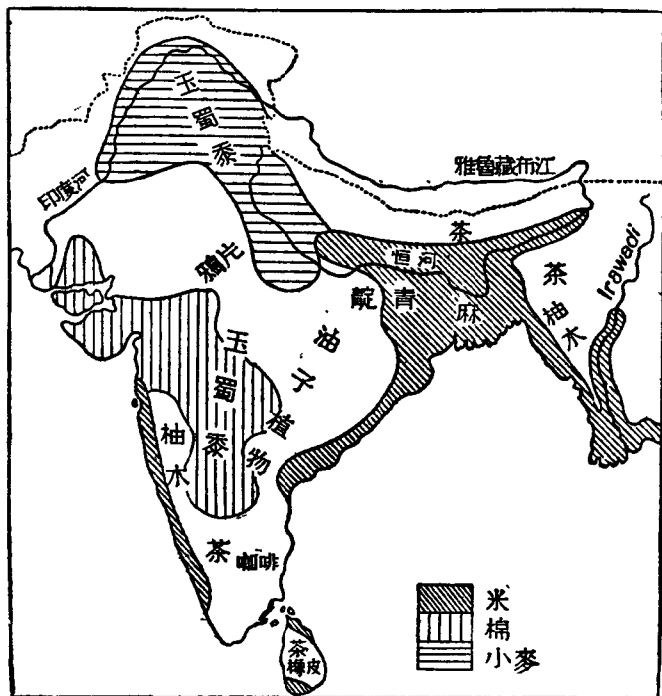 玉蜀黍
雅魯藏布江
印度河
茶
恒河
鴉片
靛青
麻
茶
柚木
Irawadi
油子植物
玉蜀黍
柚木
茶
咖啡
茶
橡皮
米
棉
小麥